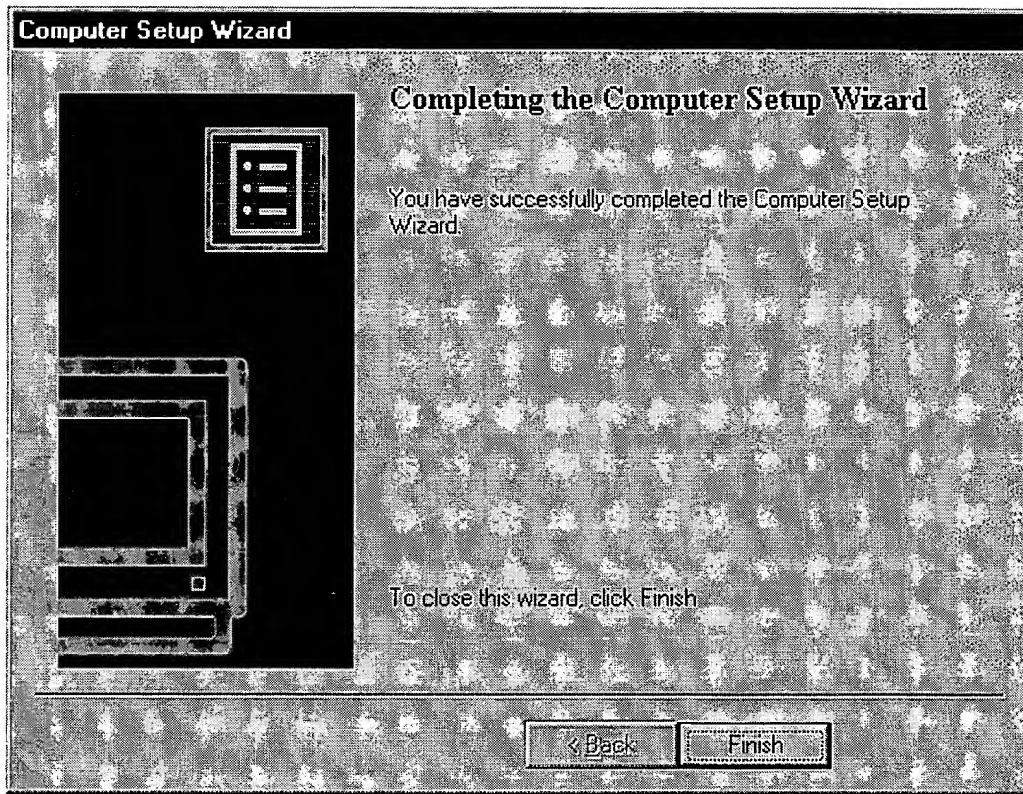 Computer Setup Wizard
Completing the Computer Setup Wizard
You have successfully completed the Computer Setup
Wizard.
To close this wizard, click Finish
< Back
Finish